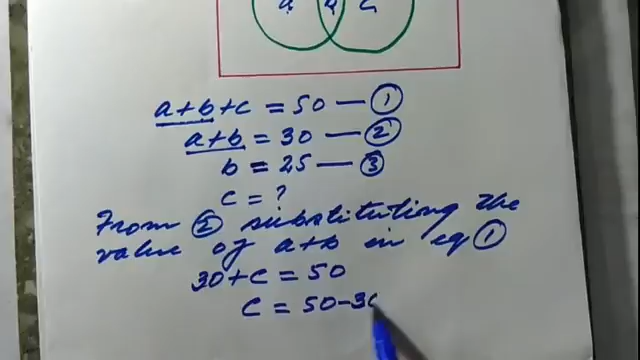 a+b+c = 50 — ①
a+b = 30 — ②
b = 25 — ③
c = ?
From ② substituting the
value of a+b in eq ①
30+c = 50
c = 50-30